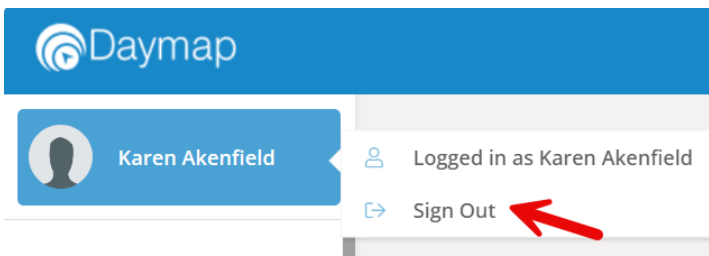 Daymap
Karen Akenfield
Logged in as Karen Akenfield
Sign Out